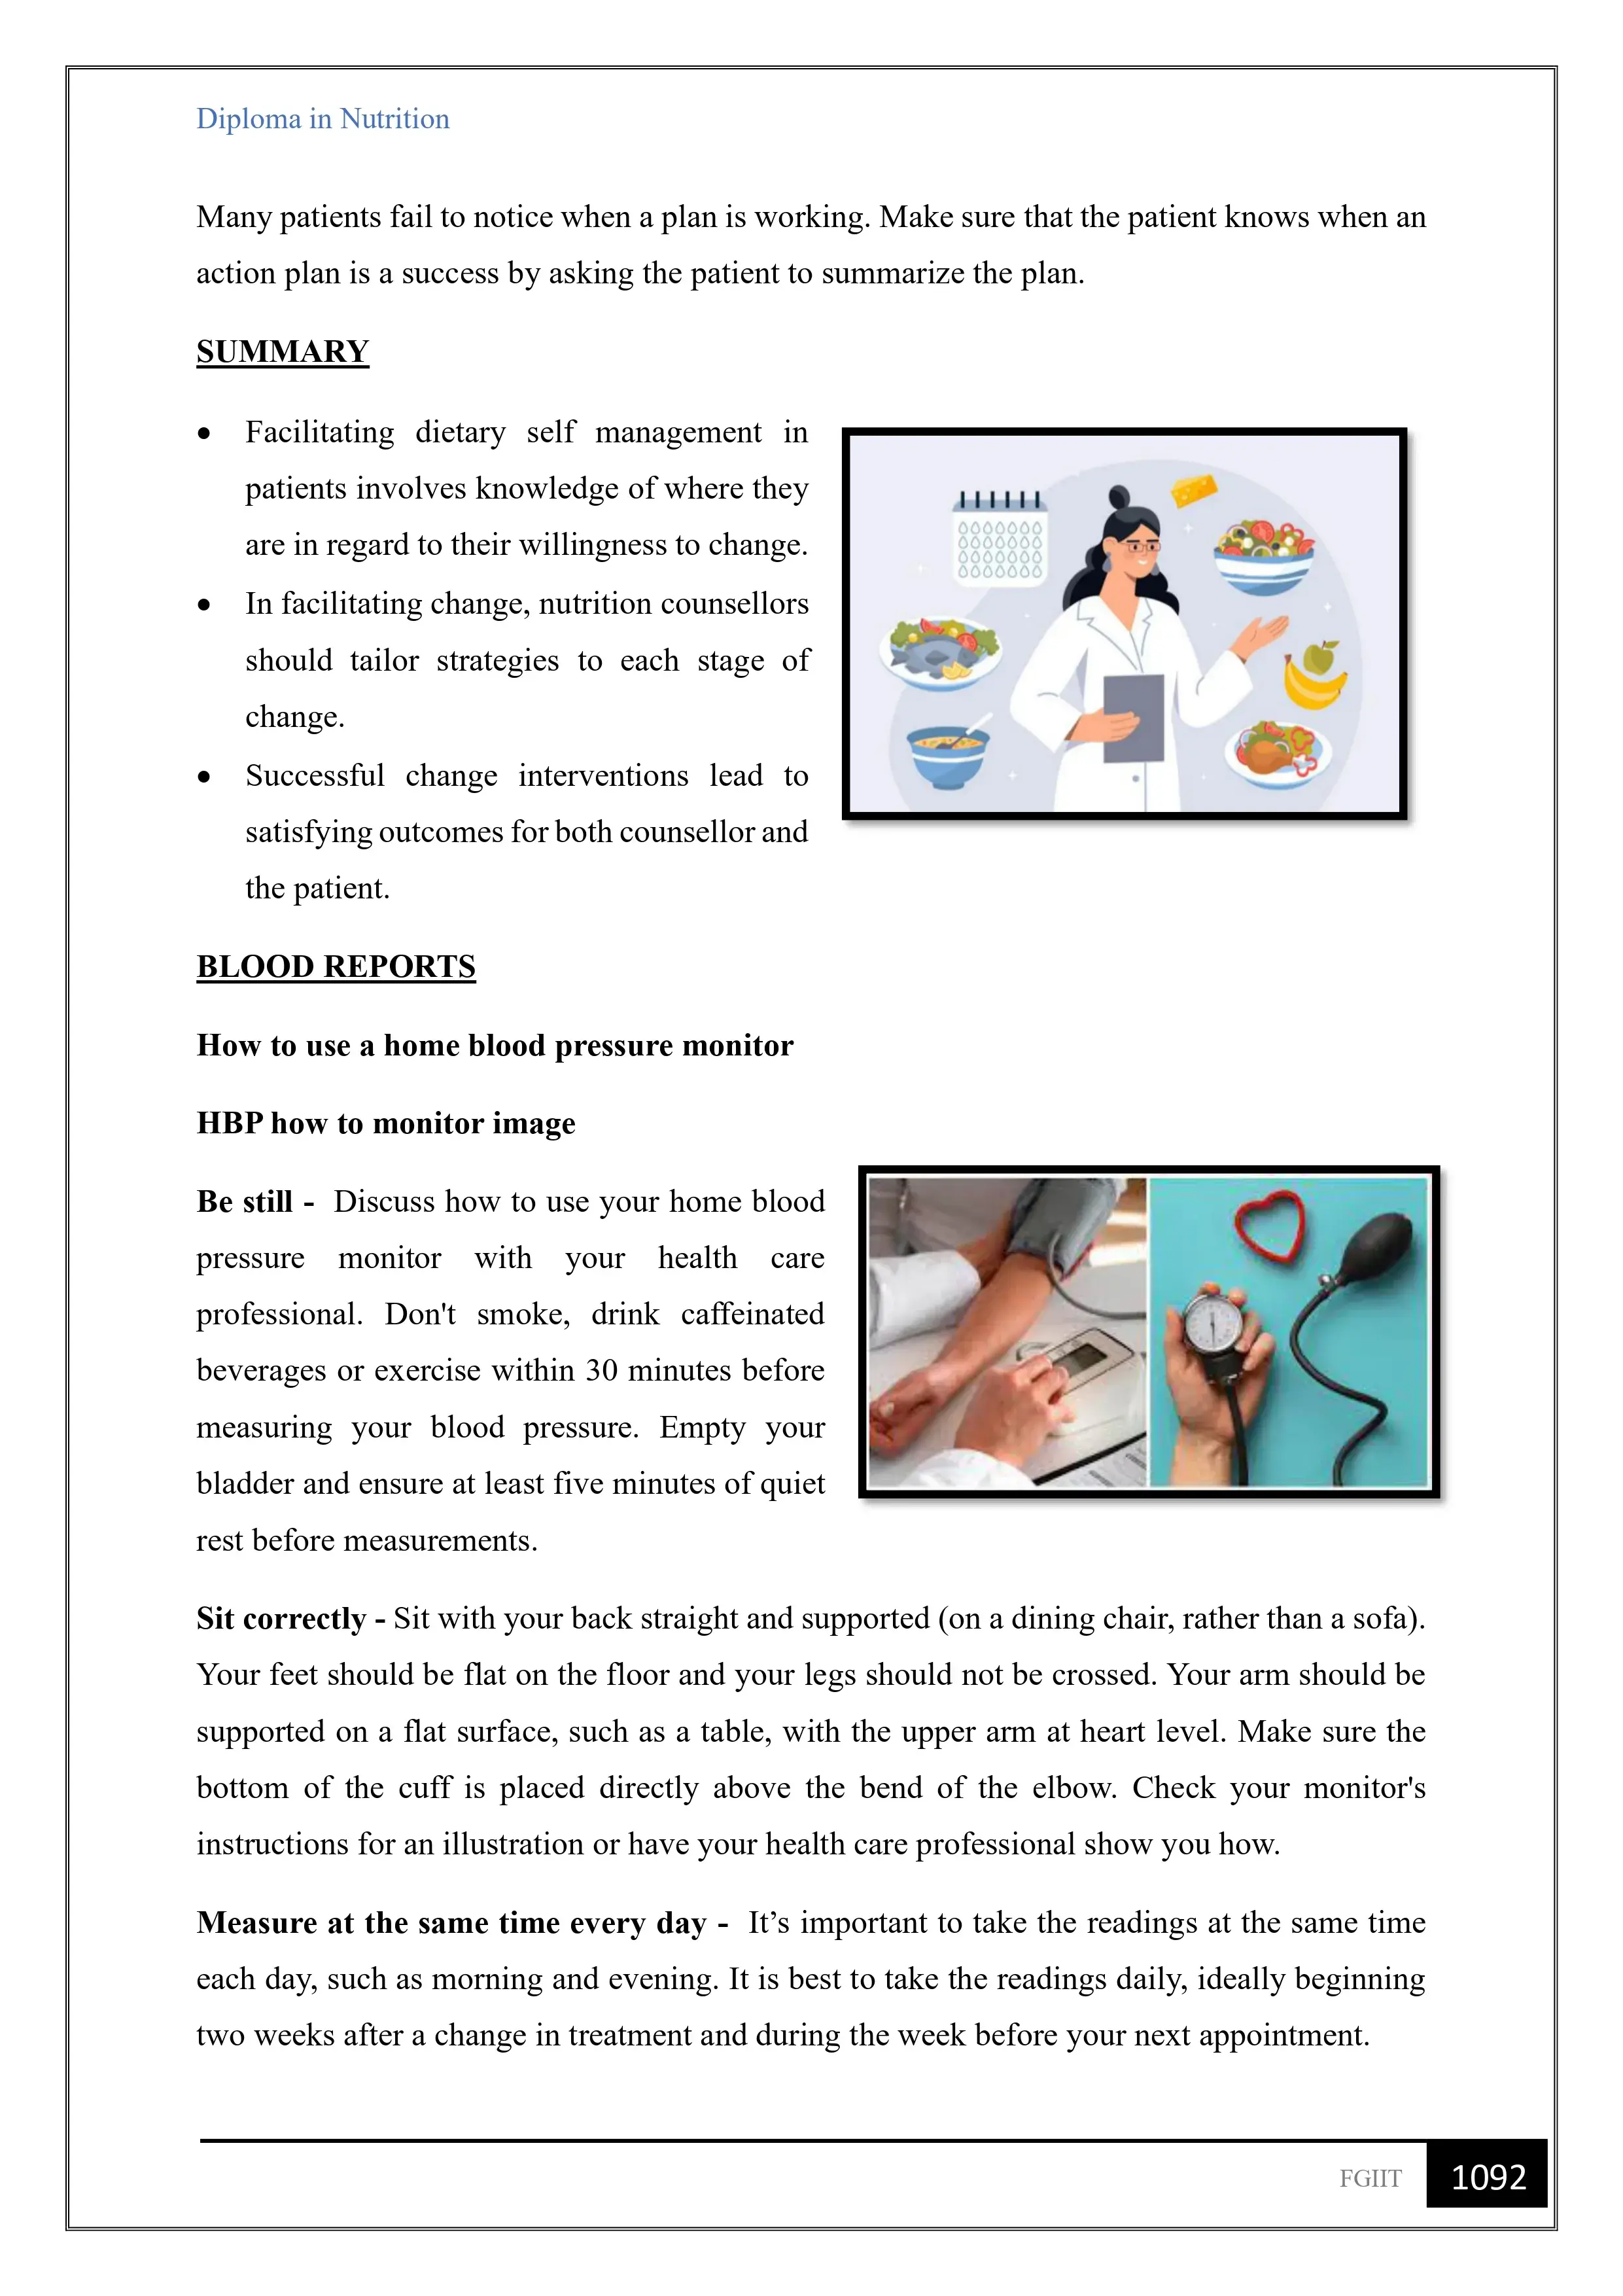 Diploma in Nutrition
Many patients fail to notice when a plan is working. Make sure that the patient knows when an
action plan is a success by asking the patient to summarize the plan.
SUMMARY
• Facilitating dietary self management in
patients involves knowledge of where they
are in regard to their willingness to change.
• In facilitating change, nutrition counsellors
should tailor strategies to each stage of
change.
• Successful change interventions lead to
satisfying outcomes for both counsellor and
the patient.
BLOOD REPORTS
How to use a home blood pressure monitor
HBP how to monitor image
Be still - Discuss how to use your home blood
pressure monitor with your health care
professional. Don't smoke, drink caffeinated
beverages or exercise within 30 minutes before
measuring your blood pressure. Empty your
bladder and ensure at least five minutes of quiet
rest before measurements.
Sit correctly - Sit with your back straight and supported (on a dining chair, rather than a sofa).
Your feet should be flat on the floor and your legs should not be crossed. Your arm should be
supported on a flat surface, such as a table, with the upper arm at heart level. Make sure the
bottom of the cuff is placed directly above the bend of the elbow. Check your monitor's
instructions for an illustration or have your health care professional show you how.
Measure at the same time every day - It’s important to take the readings at the same time
each day, such as morning and evening. It is best to take the readings daily, ideally beginning
two weeks after a change in treatment and during the week before your next appointment.
FGIIT 1092